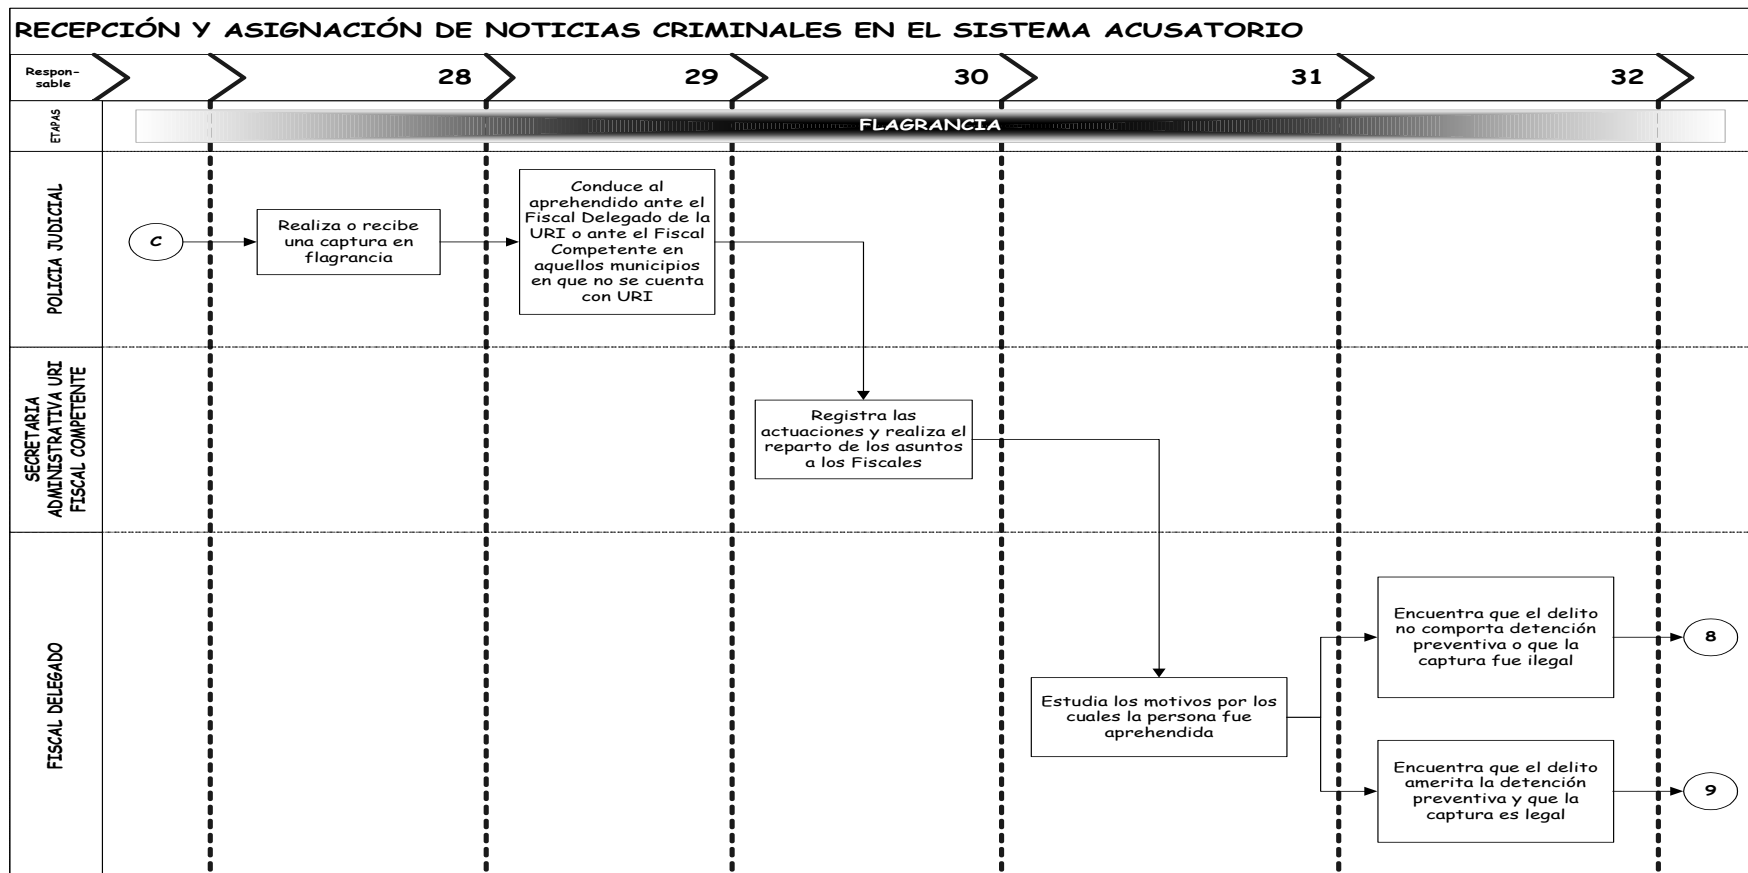 RECEPCIÓN Y ASIGNACIÓN DE NOTICIAS CRIMINALES EN EL SISTEMA ACUSATORIO
Respon-
sable
28
29
30
31
32
ETAPAS
FLAGRANCIA
POLICIA JUDICIAL
C
Realiza o recibe
una captura en
flagrancia
Conduce al
aprehendido ante el
Fiscal Delegado de la
URI o ante el Fiscal
Competente en
aquellos municipios
en que no se cuenta
con URI
SECRETARIA
ADMINISTRATIVA URI
FISCAL COMPETENTE
Registra las
actuaciones y realiza el
reparto de los asuntos
a los Fiscales
FISCAL DELEGADO
Estudia los motivos por los
cuales la persona fue
aprehendida
Encuentra que el delito
no comporta detención
preventiva o que la
captura fue ilegal
8
Encuentra que el delito
amerita la detención
preventiva y que la
captura es legal
9